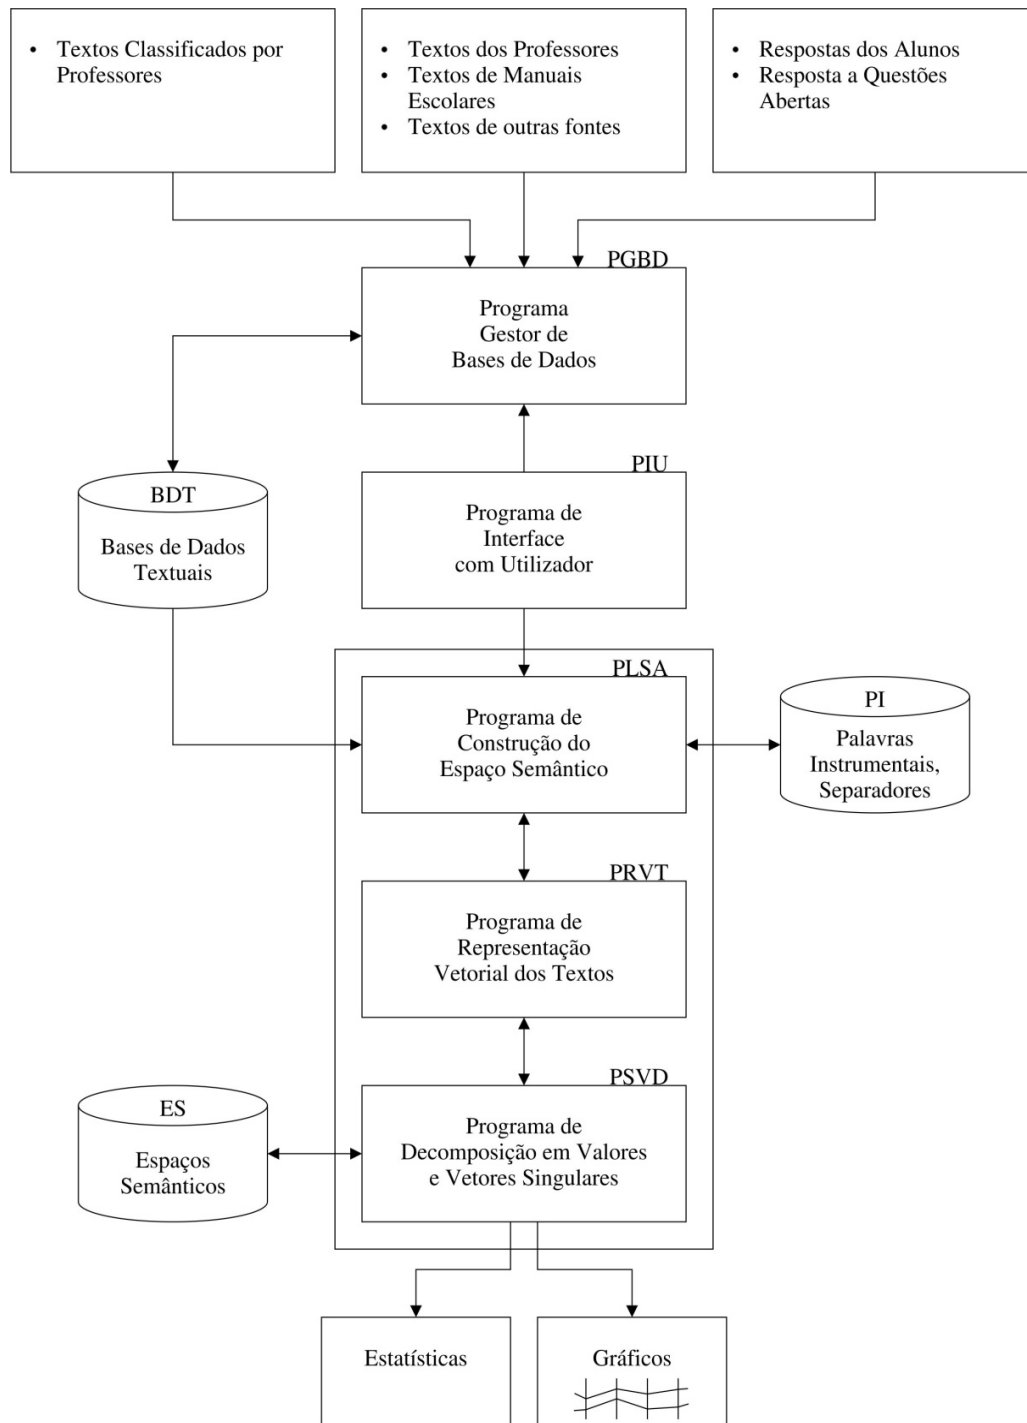 • Textos Classificados por
Professores
• Textos dos Professores
• Textos de Manuais
Escolares
• Textos de outras fontes
• Respostas dos Alunos
• Resposta a Questões
Abertas
PGBD
Programa
Gestor de
Bases de Dados
PIU
Programa de
Interface
com Utilizador
BDT
Bases de Dados
Textuais
PLSA
Programa de
Construção do
Espaço Semântico
PI
Palavras
Instrumentais,
Separadores
PRVT
Programa de
Representação
Vetorial dos Textos
PSVD
Programa de
Decomposição em Valores
e Vetores Singulares
ES
Espaços
Semânticos
Estatísticas
Gráficos